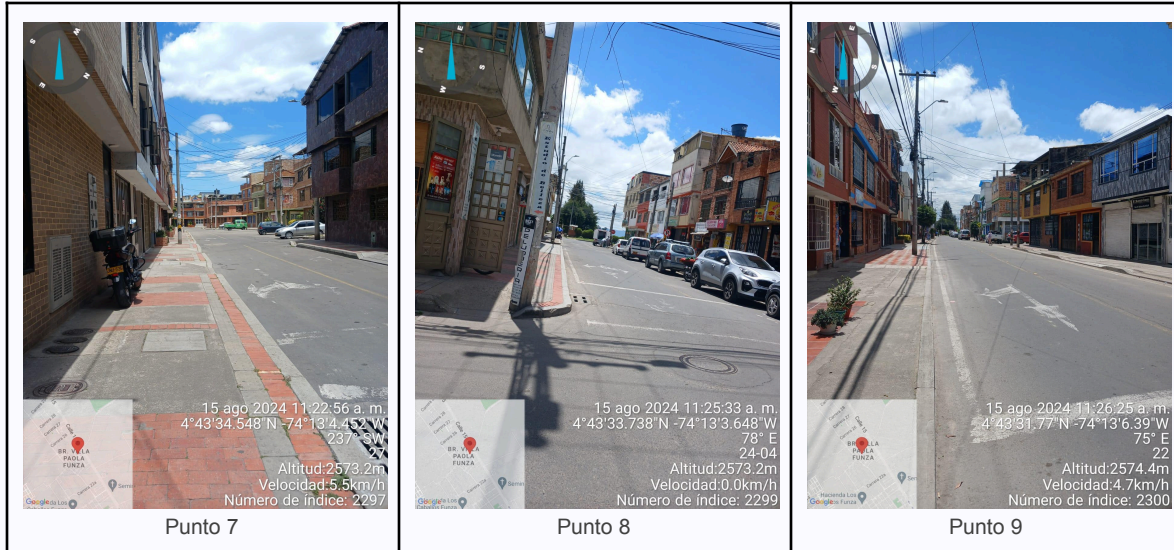 15 ago 2024 11:22:56 a. m.
4°43'34.548"N -74°13'4.452"W
237° SW
27
Altitud:2573.2m
Velocidad:5.5km/h
Número de índice: 2297
BR. VILLA
PAOLA
FUNZA
Google
Punto 7
15 ago 2024 11:25:33 a. m.
4°43'33.738"N -74°13'3.648"W
78° E
24-04
Altitud:2573.2m
Velocidad:0.0km/h
Número de índice: 2299
BR. VILLA
PAOLA
FUNZA
Google
Punto 8
15 ago 2024 11:26:25 a. m.
4°43'31.77"N -74°13'6.39"W
75° E
22
Altitud:2574.4m
Velocidad:4.7km/h
Número de índice: 2300
BR. VILLA
PAOLA
FUNZA
Hacienda Los
Google
Punto 9